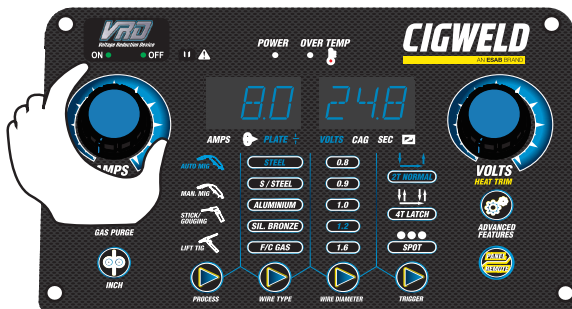 VRD
Voltage Reduction Device
ON OFF
POWER OVER TEMP
CIGWELD
AN ESAB BRAND
8.0 24.8
AMPS PLATE VOLTS CAG SEC
AMPS
VOLTS
HEAT TRIM
AUTO MIG STEEL 0.8 2T NORMAL
MAN. MIG S / STEEL 0.9
STICK/
GOUGING ALUMINIUM 1.0 4T LATCH
SIL. BRONZE 1.2
LIFT TIG F/C GAS 1.6 SPOT
GAS PURGE
INCH
ADVANCED
FEATURES
PANEL
REMOTE
PROCESS WIRE TYPE WIRE DIAMETER TRIGGER